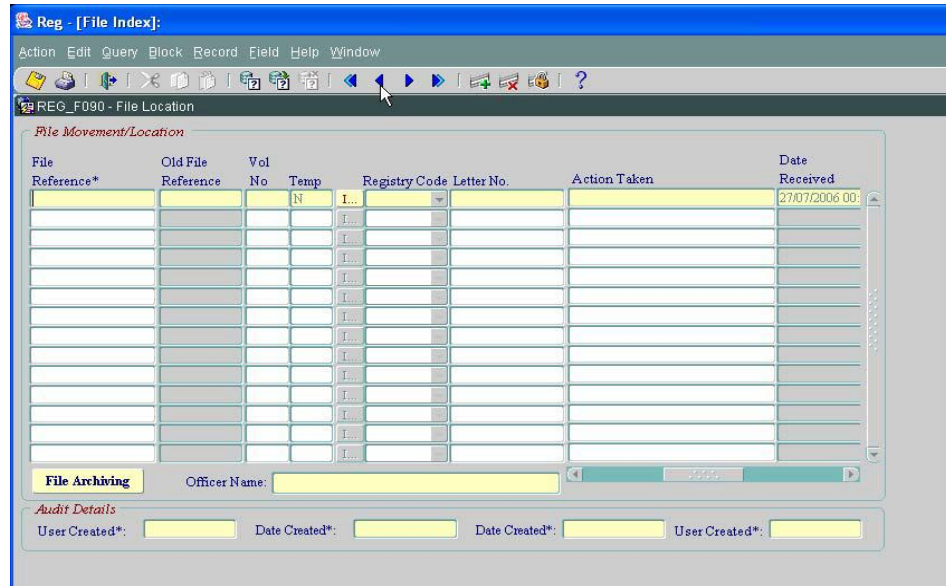 Reg - [File Index]:
Action Edit Query Block Record Field Help Window
?
REG_F090 - File Location
File Movement/Location
File Reference* Old File Reference Vol No Temp Registry Code Letter No. Action Taken Date Received
N I... 27/07/2006 00:
I...
I...
I...
I...
I...
I...
I...
I...
I...
I...
I...
I...
I...
File Archiving Officer Name:
Audit Details
User Created*: Date Created*: Date Created*: User Created*: